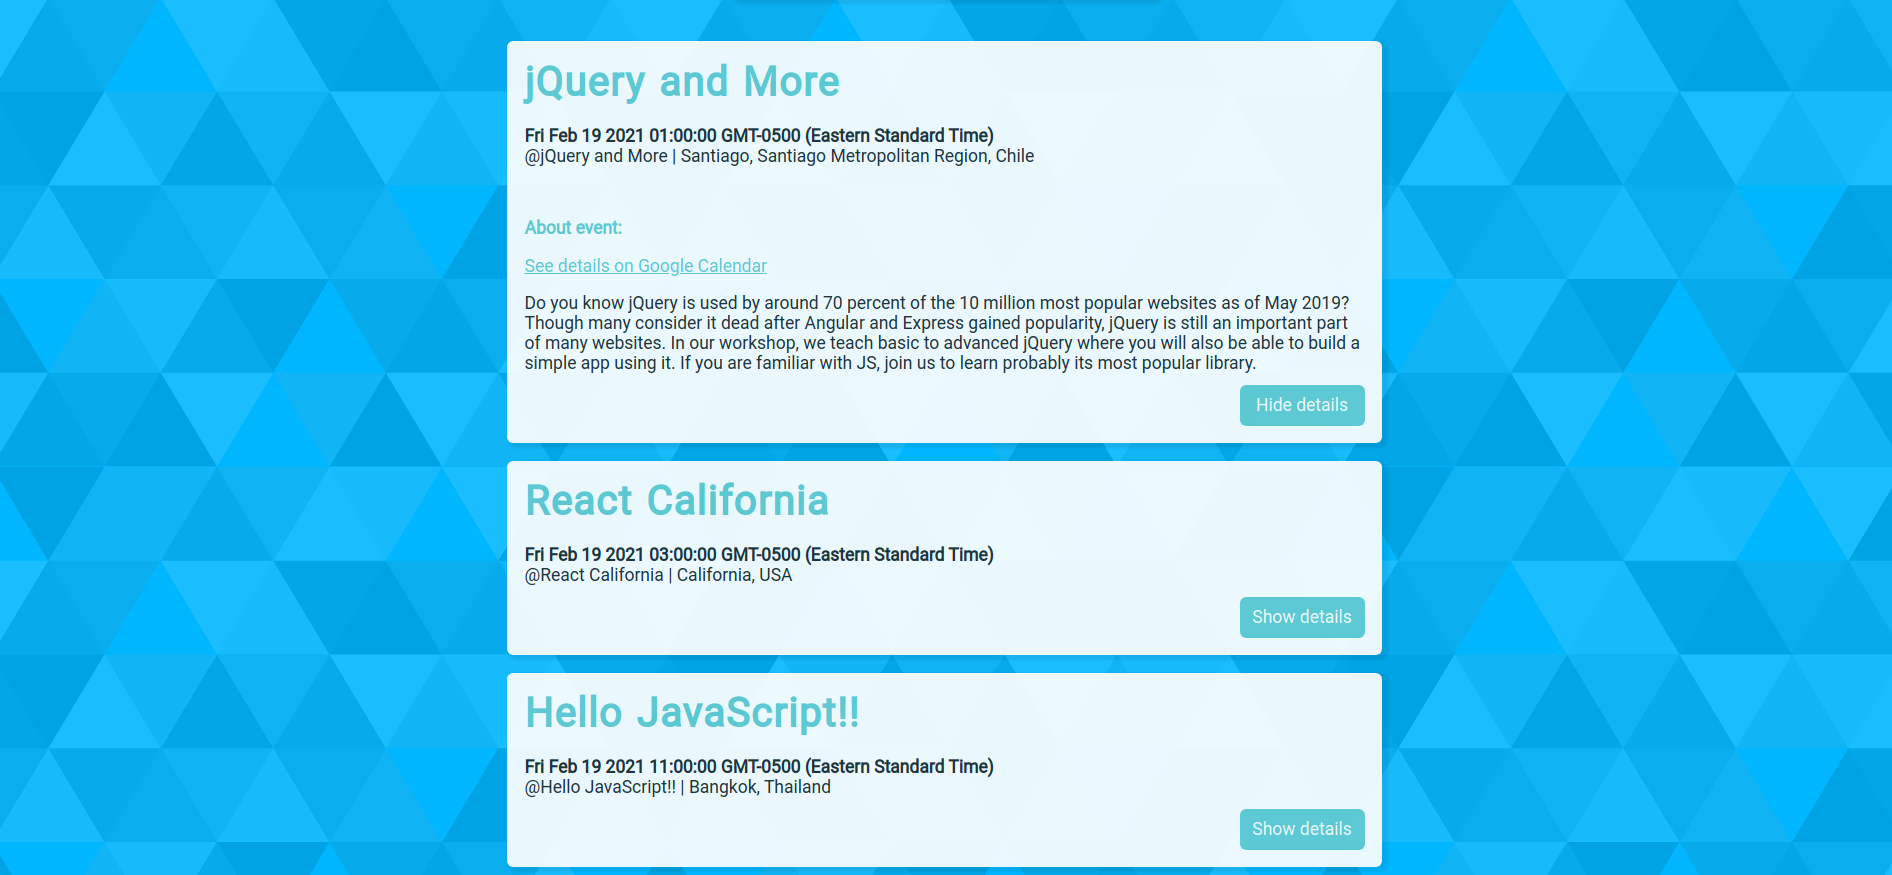 jQuery and More
Fri Feb 19 2021 01:00:00 GMT-0500 (Eastern Standard Time)
@jQuery and More | Santiago, Santiago Metropolitan Region, Chile
About event:
See details on Google Calendar
Do you know jQuery is used by around 70 percent of the 10 million most popular websites as of May 2019?
Though many consider it dead after Angular and Express gained popularity, jQuery is still an important part
of many websites. In our workshop, we teach basic to advanced jQuery where you will also be able to build a
simple app using it. If you are familiar with JS, join us to learn probably its most popular library.
Hide details
React California
Fri Feb 19 2021 03:00:00 GMT-0500 (Eastern Standard Time)
@React California | California, USA
Show details
Hello JavaScript!!
Fri Feb 19 2021 11:00:00 GMT-0500 (Eastern Standard Time)
@Hello JavaScript!! | Bangkok, Thailand
Show details